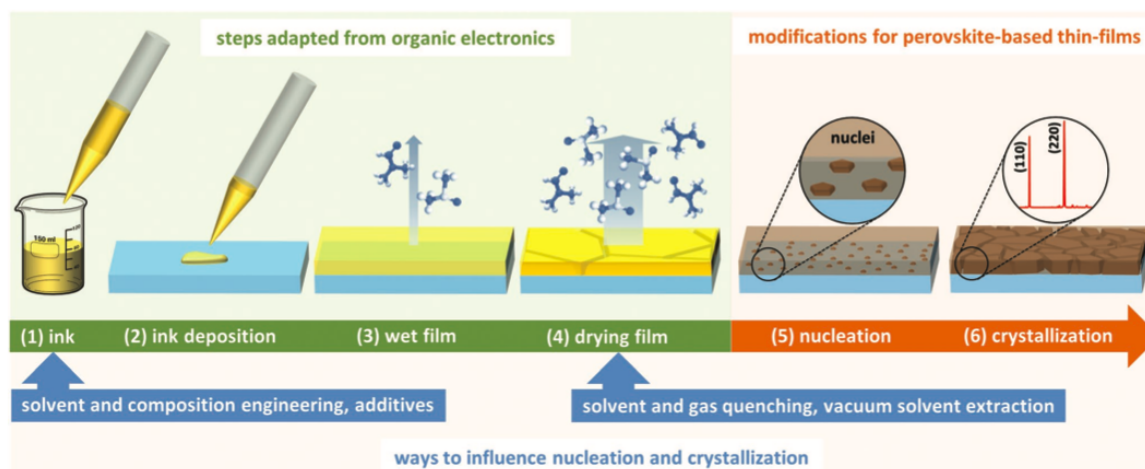 steps adapted from organic electronics
modifications for perovskite-based thin-films
150 ml
nuclei
(110)
(220)
(1) ink
(2) ink deposition
(3) wet film
(4) drying film
(5) nucleation
(6) crystallization
solvent and composition engineering, additives
solvent and gas quenching, vacuum solvent extraction
ways to influence nucleation and crystallization